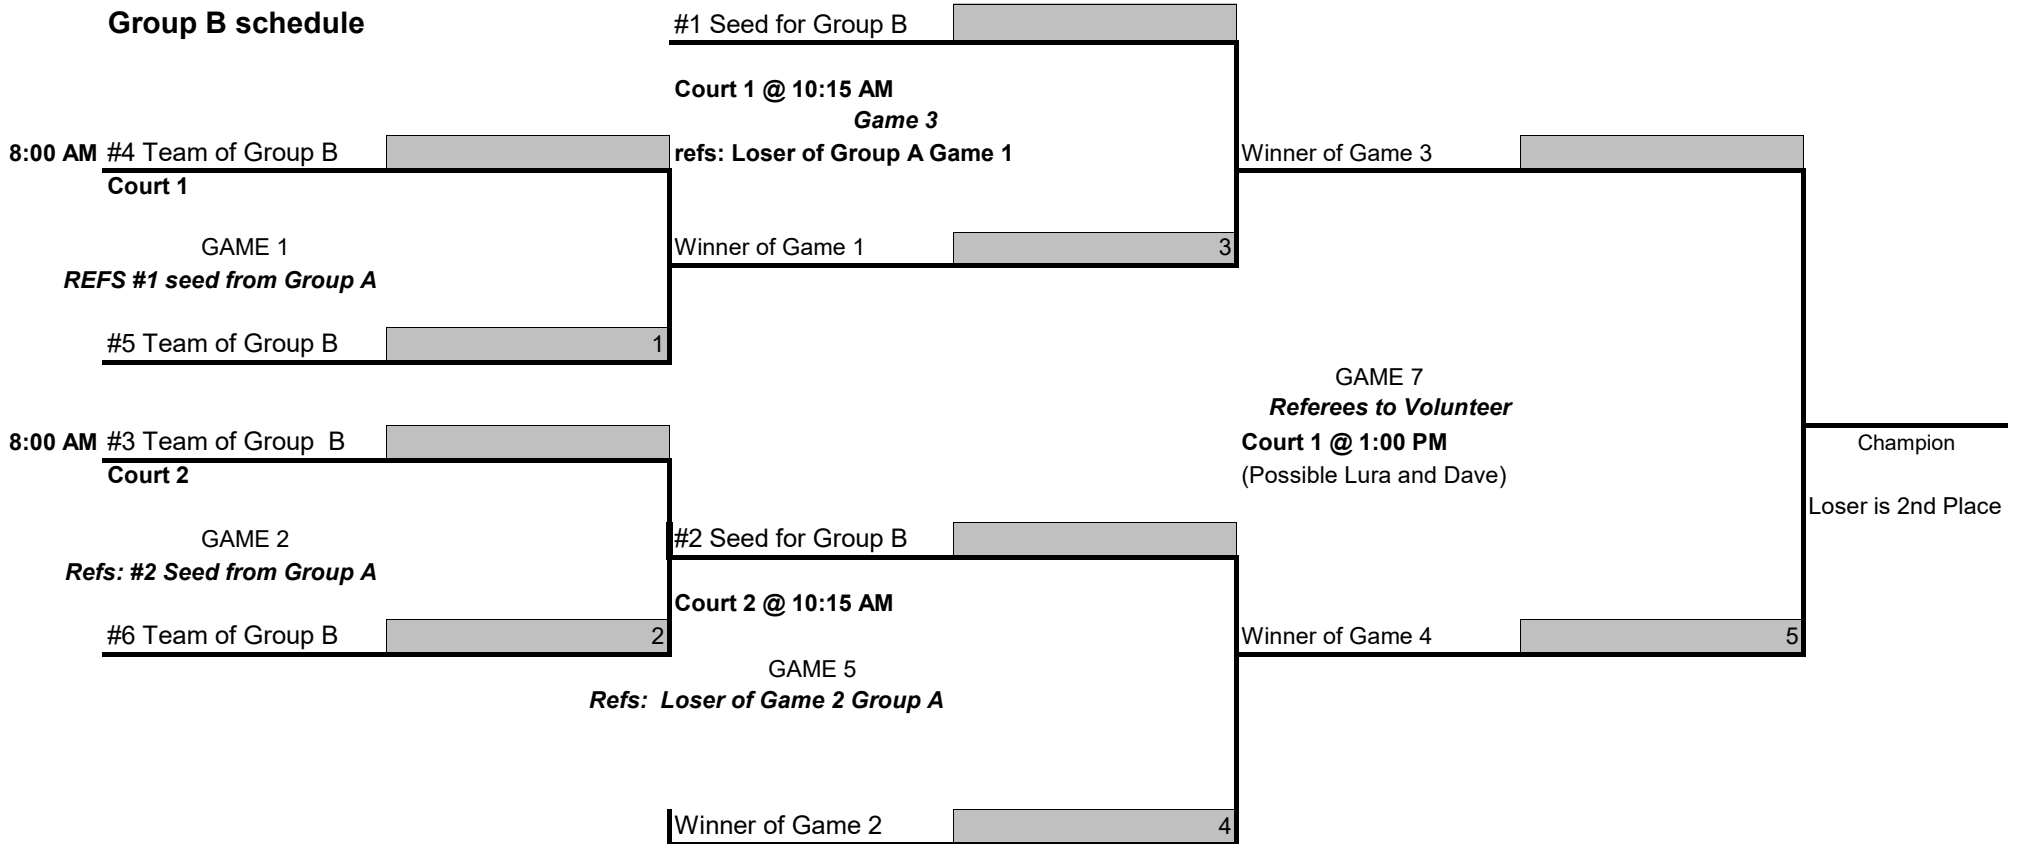 Group B schedule
#1 Seed for Group B
Court 1 @ 10:15 AM
Game 3
8:00 AM #4 Team of Group B
refs: Loser of Group A Game 1
Winner of Game 3
Court 1
GAME 1
Winner of Game 1
3
REFS #1 seed from Group A
#5 Team of Group B
1
GAME 7
Referees to Volunteer
8:00 AM #3 Team of Group B
Court 1 @ 1:00 PM
Champion
Court 2
(Possible Lura and Dave)
Loser is 2nd Place
GAME 2
#2 Seed for Group B
Refs: #2 Seed from Group A
Court 2 @ 10:15 AM
#6 Team of Group B
2
Winner of Game 4
5
GAME 5
Refs: Loser of Game 2 Group A
Winner of Game 2
4